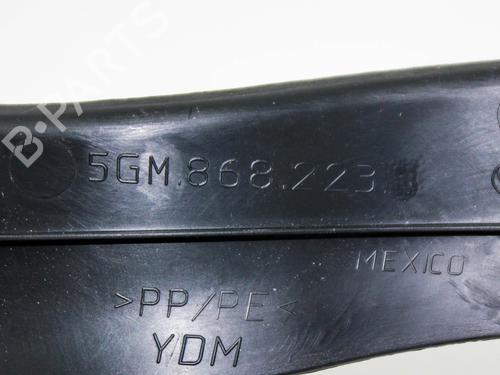 B-PARTS
5GM.868.223
MEXICO
>PP/PE<
YDM